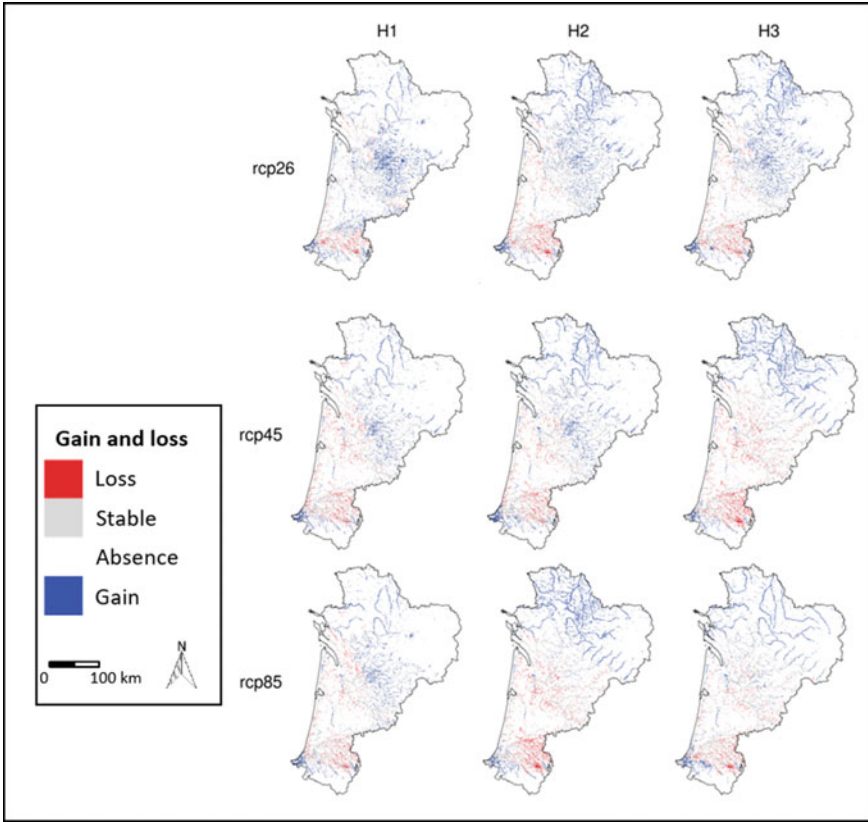 H1 H2 H3
rcp26
rcp45
Gain and loss
Loss
Stable
Absence
Gain
N
0 100 km
rcp85